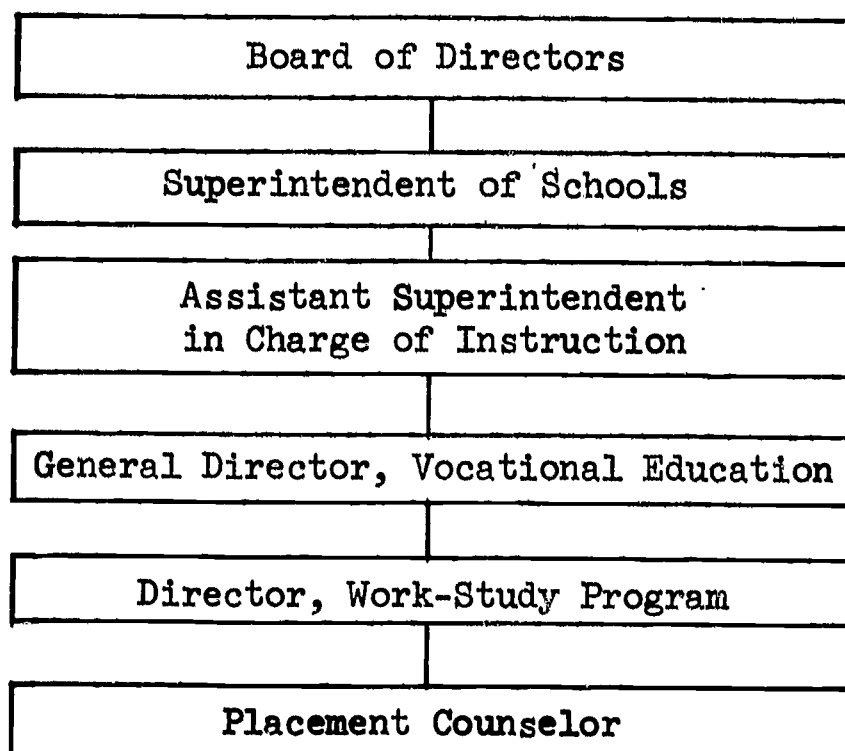 Board of Directors
Superintendent of Schools
Assistant Superintendent
in Charge of Instruction
General Director, Vocational Education
Director, Work-Study Program
Placement Counselor